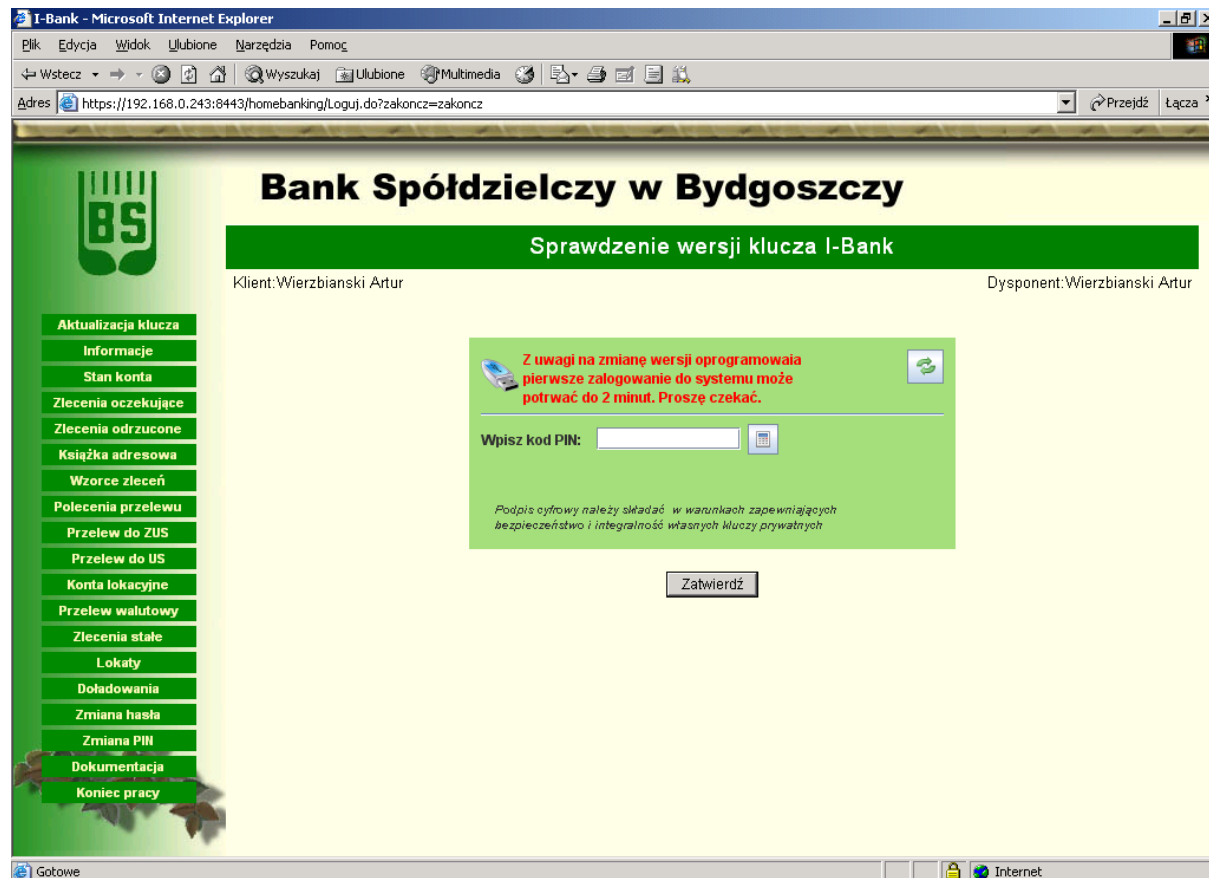 I-Bank - Microsoft Internet Explorer
Plik Edycja Widok Ulubione Narzędzia Pomoc
Wstecz Wyszukaj Ulubione Multimedia
Adres https://192.168.0.243:8443/homebanking/Loguj.do?zakoncz=zakoncz Przejdź Łącza
BS
Bank Spółdzielczy w Bydgoszczy
Sprawdzenie wersji klucza I-Bank
Klient:Wierzbianski Artur Dysponent:Wierzbianski Artur
Aktualizacja klucza
Informacje
Stan konta
Zlecenia oczekujące
Zlecenia odrzucone
Książka adresowa
Wzorce zleceń
Polecenia przelewu
Przelew do ZUS
Przelew do US
Konta lokacyjne
Przelew walutowy
Zlecenia stałe
Lokaty
Doładowania
Zmiana hasła
Zmiana PIN
Dokumentacja
Koniec pracy
Z uwagi na zmianę wersji oprogramowaia
pierwsze zalogowanie do systemu może
potrwać do 2 minut. Proszę czekać.
Wpisz kod PIN:
Podpis cyfrowy należy składać w warunkach zapewniających
bezpieczeństwo i integralność własnych kluczy prywatnych
Zatwierdź
Gotowe Internet